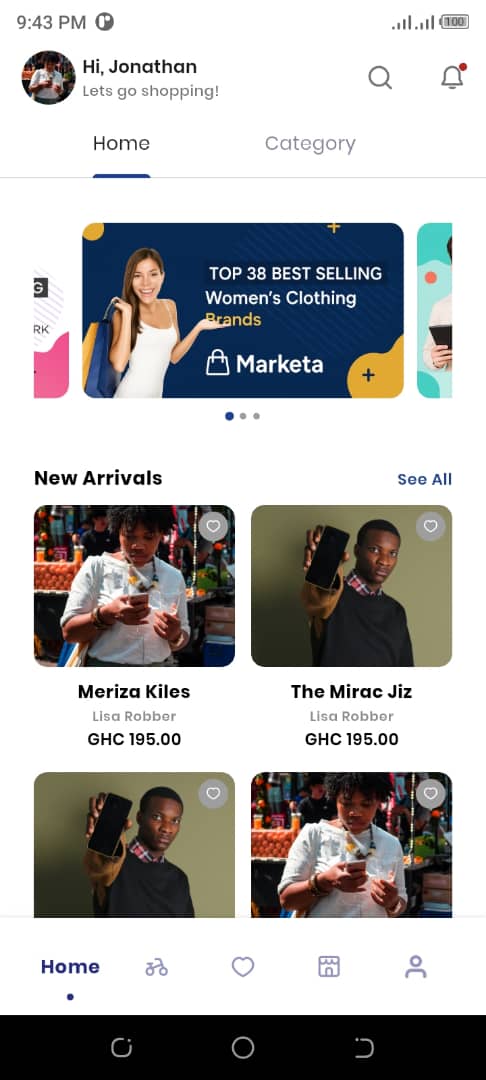 9:43 PM
100
Hi, Jonathan
Lets go shopping!
Home
Category
G
RK
TOP 38 BEST SELLING
Women's Clothing
Brands
Marketa
New Arrivals
See All
Meriza Kiles
Lisa Robber
GHC 195.00
The Mirac Jiz
Lisa Robber
GHC 195.00
Home